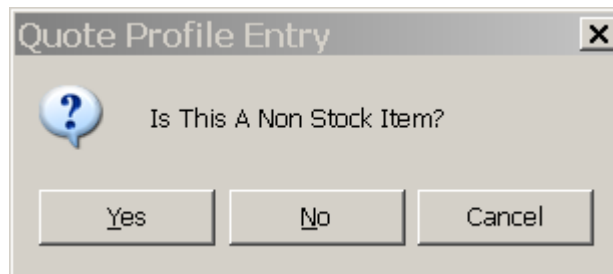 Quote Profile Entry
Is This A Non Stock Item?
Yes No Cancel